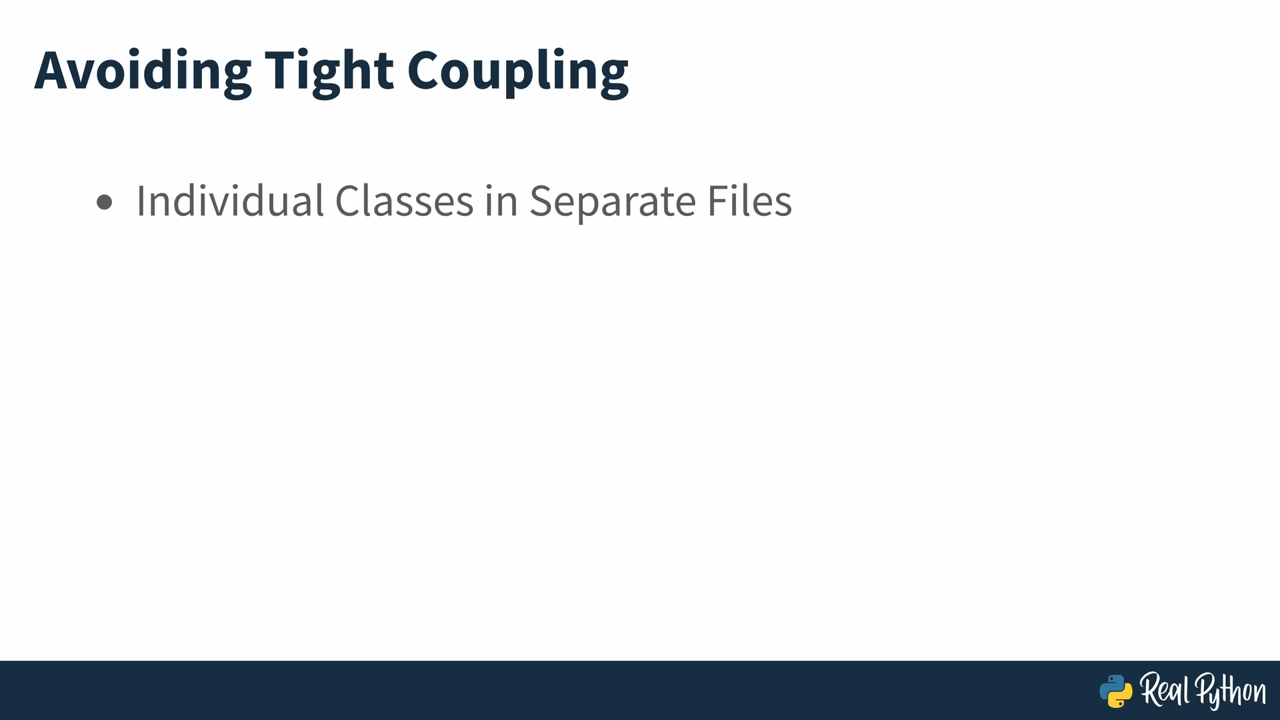 Avoiding Tight Coupling
• Individual Classes in Separate Files
Real Python